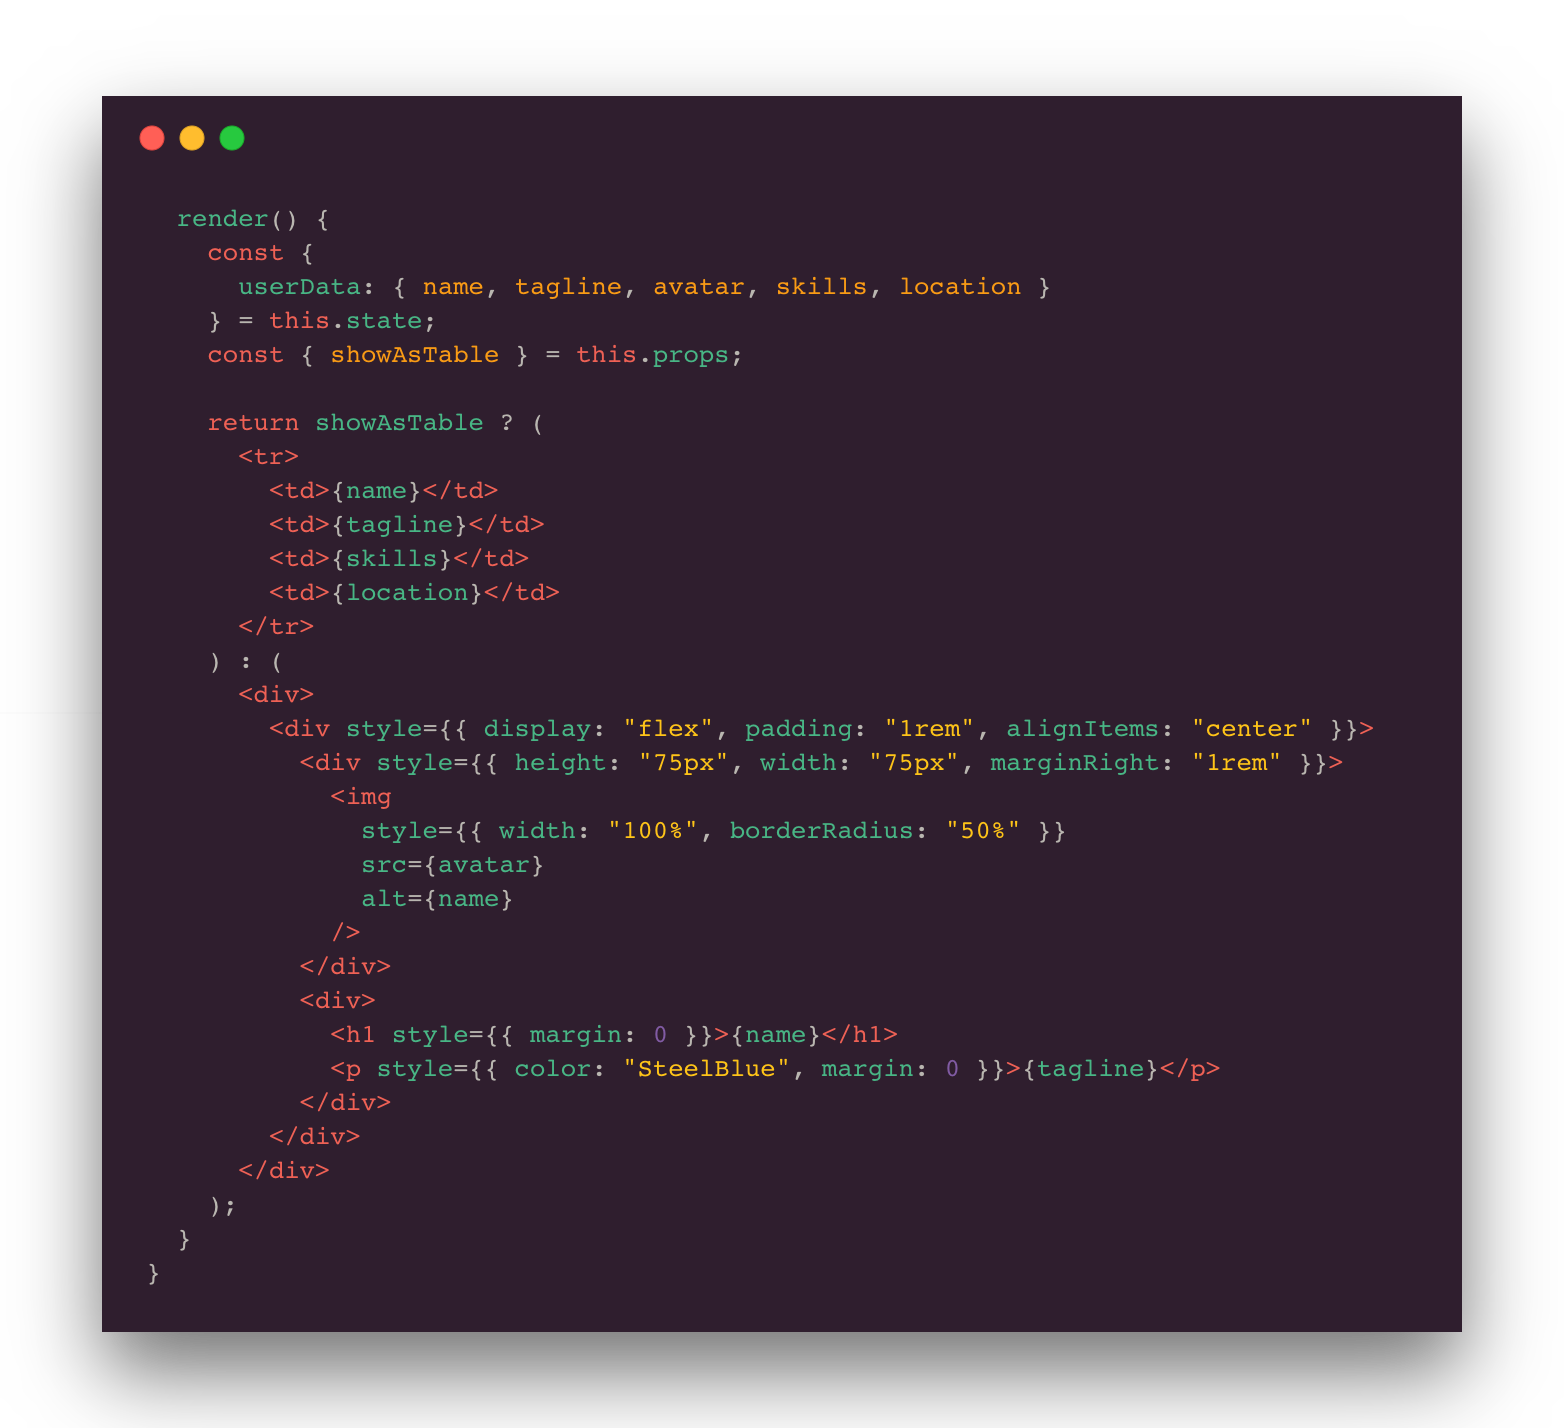 render() {
    const {
      userData: { name, tagline, avatar, skills, location }
    } = this.state;
    const { showAsTable } = this.props;

    return showAsTable ? (
      <tr>
        <td>{name}</td>
        <td>{tagline}</td>
        <td>{skills}</td>
        <td>{location}</td>
      </tr>
    ) : (
      <div>
        <div style={{ display: "flex", padding: "1rem", alignItems: "center" }}>
          <div style={{ height: "75px", width: "75px", marginRight: "1rem" }}>
            <img
              style={{ width: "100%", borderRadius: "50%" }}
              src={avatar}
              alt={name}
            />
          </div>
          <div>
            <h1 style={{ margin: 0 }}>{name}</h1>
            <p style={{ color: "SteelBlue", margin: 0 }}>{tagline}</p>
          </div>
        </div>
      </div>
    );
  }
}